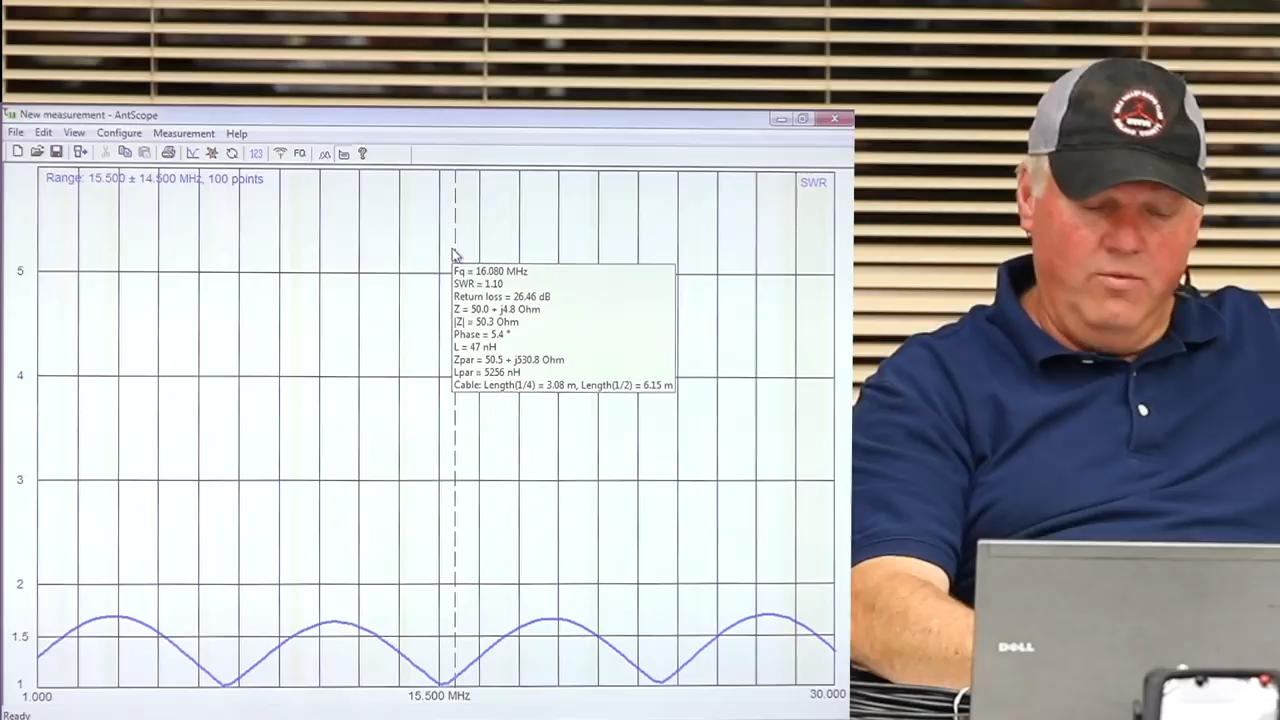 New measurement - AntScope
File Edit View Configure Measurement Help
123 FQ ?
Range: 15.500 ± 14.500 MHz, 100 points
SWR
5
4
3
2
1.5
1
Fq = 16.080 MHz
SWR = 1.10
Return loss = 26.46 dB
Z = 50.0 + j4.8 Ohm
|Z| = 50.3 Ohm
Phase = 5.4 °
L = 47 nH
Zpar = 50.5 + j530.8 Ohm
Lpar = 5256 nH
Cable: Length(1/4) = 3.08 m, Length(1/2) = 6.15 m
1.000
15.500 MHz
30.000
Ready
DELL